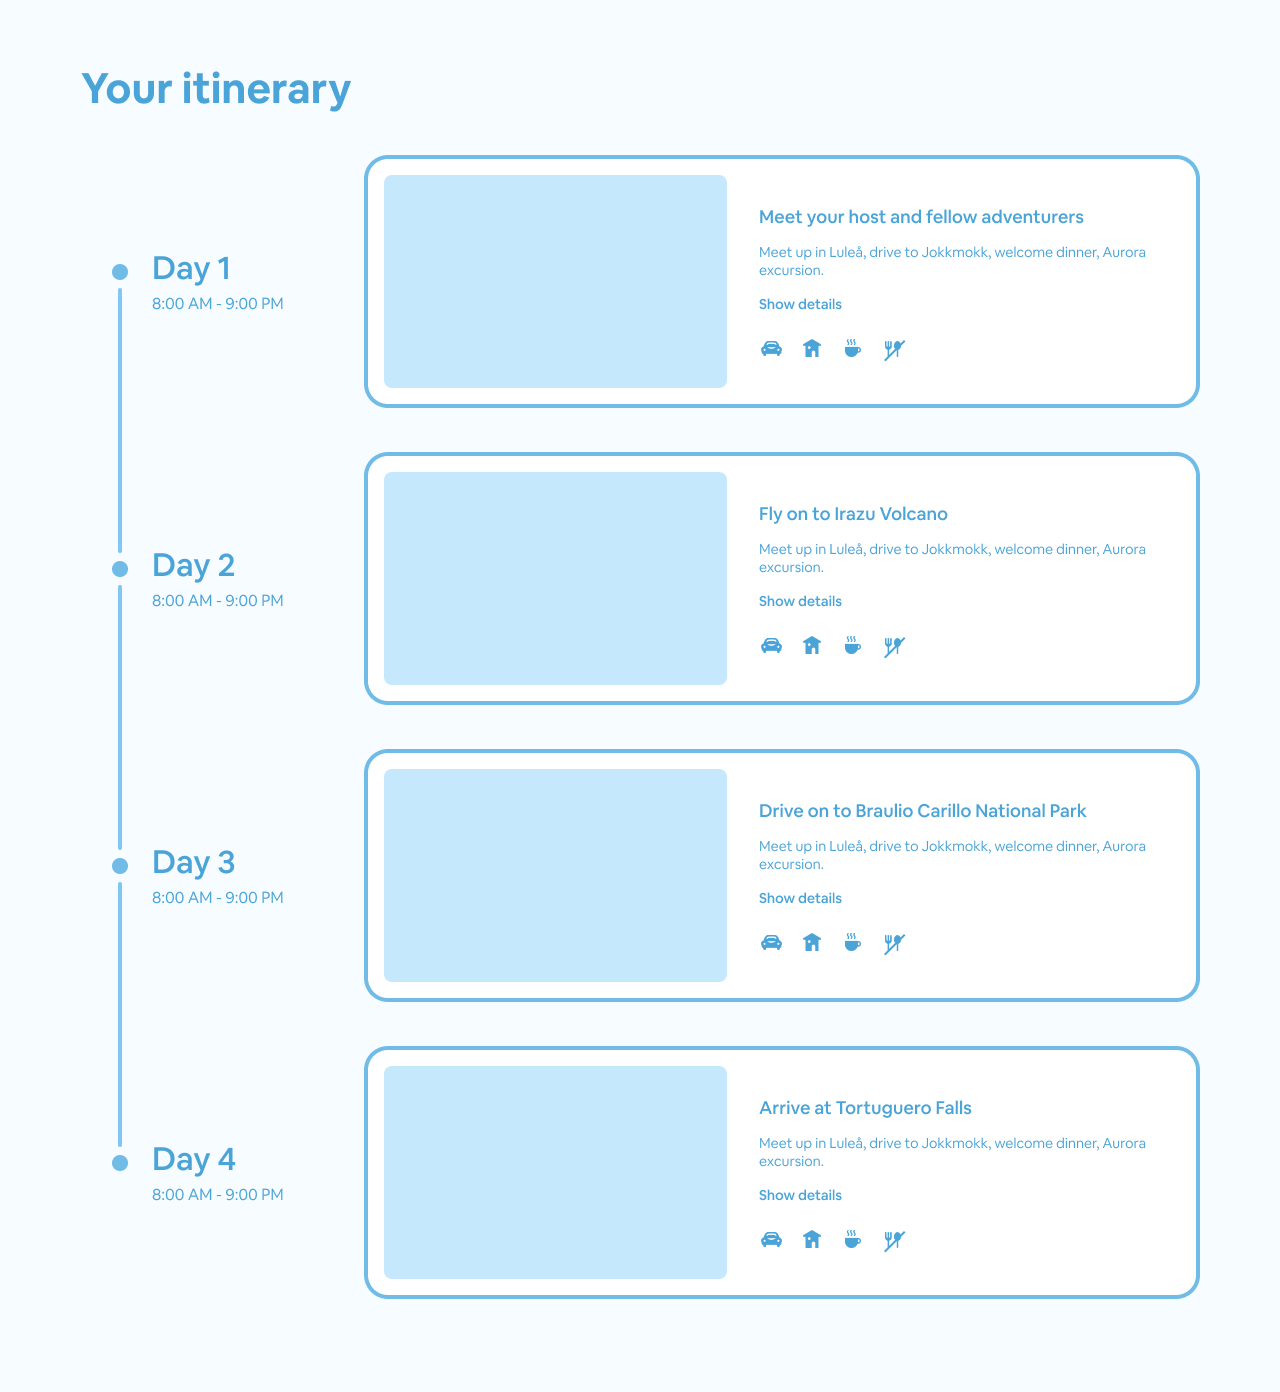 Your itinerary
Day 1
8:00 AM - 9:00 PM
Meet your host and fellow adventurers
Meet up in Luleå, drive to Jokkmokk, welcome dinner, Aurora
excursion.
Show details
Day 2
8:00 AM - 9:00 PM
Fly on to Irazu Volcano
Meet up in Luleå, drive to Jokkmokk, welcome dinner, Aurora
excursion.
Show details
Day 3
8:00 AM - 9:00 PM
Drive on to Braulio Carillo National Park
Meet up in Luleå, drive to Jokkmokk, welcome dinner, Aurora
excursion.
Show details
Day 4
8:00 AM - 9:00 PM
Arrive at Tortuguero Falls
Meet up in Luleå, drive to Jokkmokk, welcome dinner, Aurora
excursion.
Show details